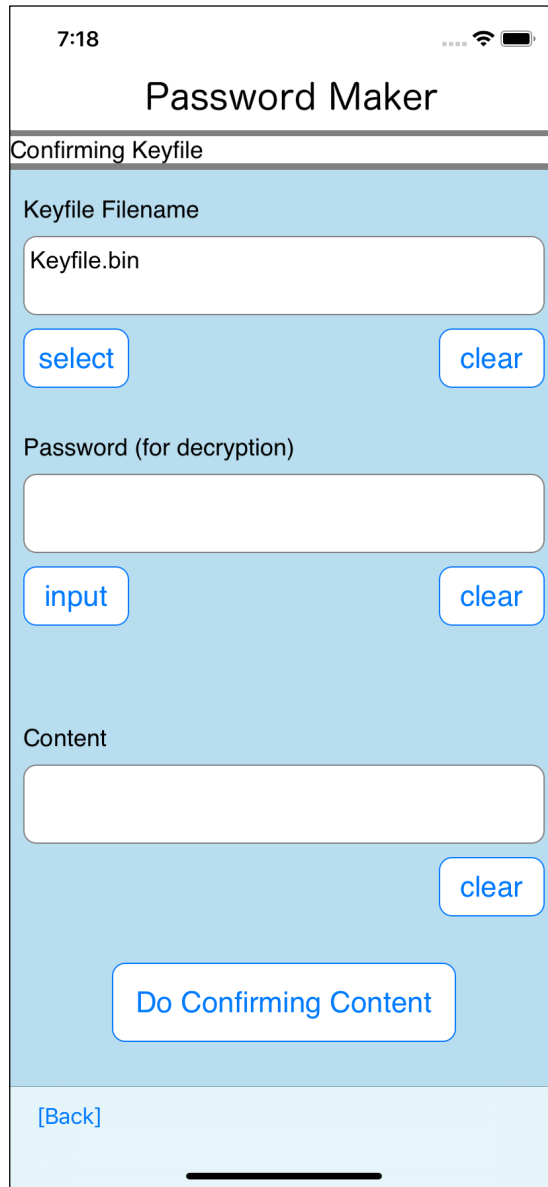 7:18
Password Maker
Confirming Keyfile
Keyfile Filename
Keyfile.bin
select clear
Password (for decryption)
input clear
Content
clear
Do Confirming Content
[Back]